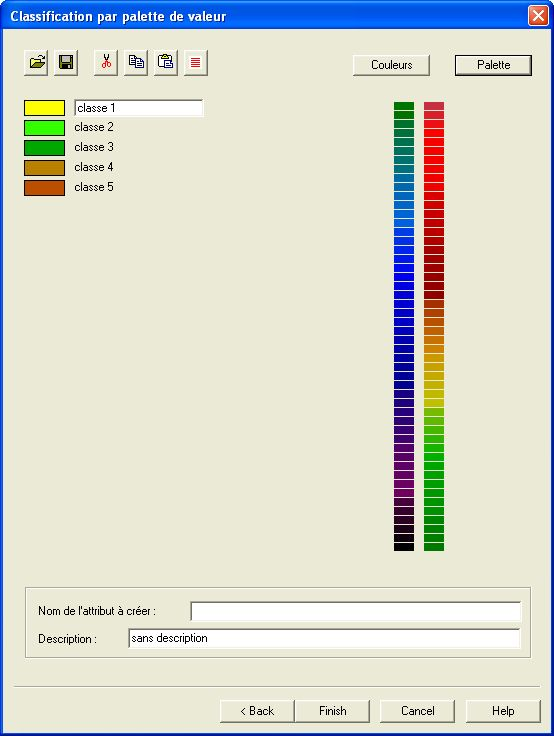 Classification par palette de valeur
Couleurs Palette
classe 1
classe 2
classe 3
classe 4
classe 5
Nom de l'attribut à créer :
Description : sans description
< Back Finish Cancel Help